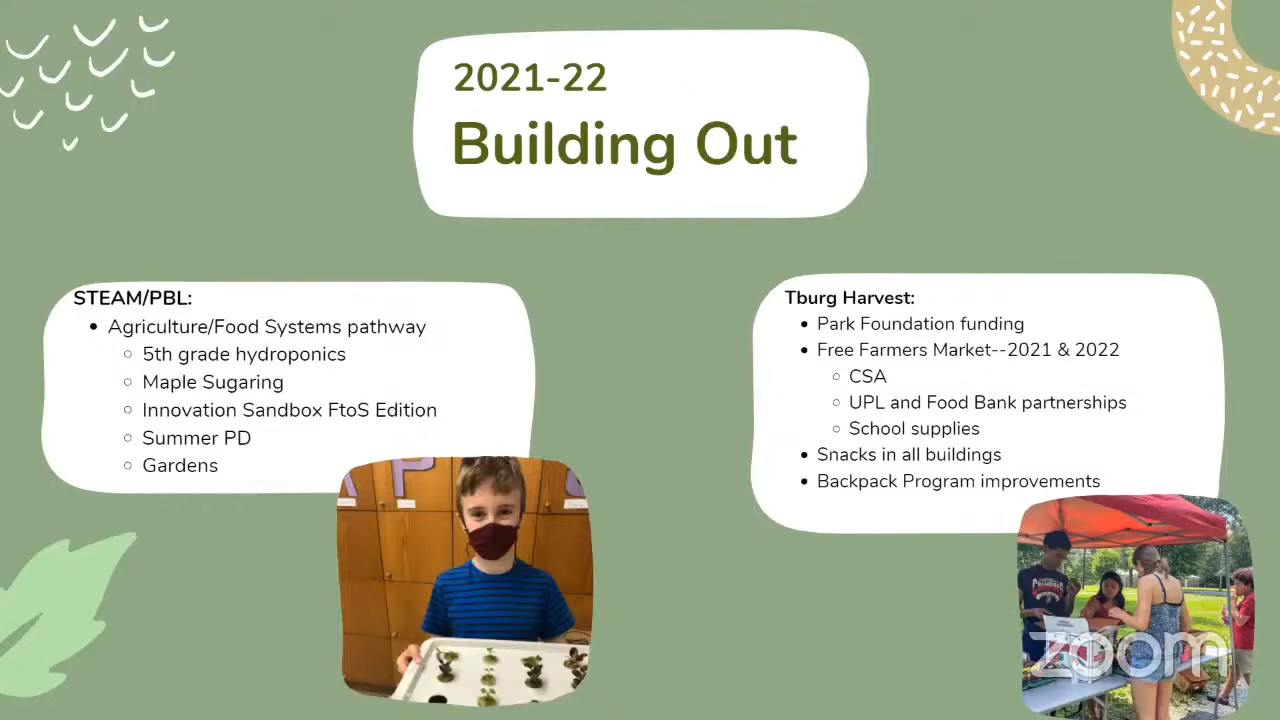 2021-22
Building Out
STEAM/PBL:
Agriculture/Food Systems pathway
5th grade hydroponics
Maple Sugaring
Innovation Sandbox FtoS Edition
Summer PD
Gardens
Tburg Harvest:
Park Foundation funding
Free Farmers Market--2021 & 2022
CSA
UPL and Food Bank partnerships
School supplies
Snacks in all buildings
Backpack Program improvements
zoom